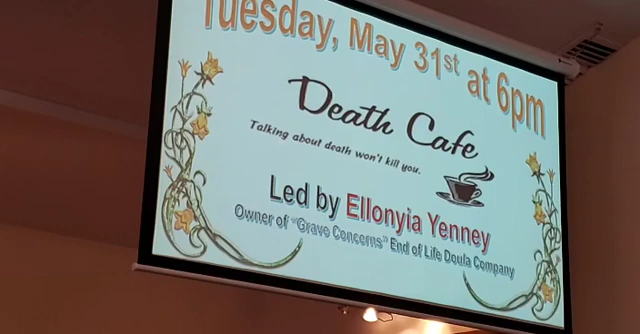 Tuesday, May 31st at 6pm
Death Cafe
Talking about death won't kill you.
Led by Ellonyia Yenney
Owner of "Grave Concerns" End of Life Doula Company